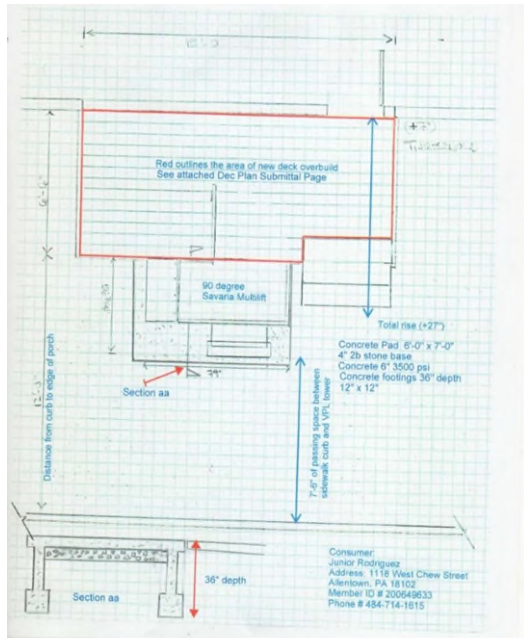 Red outlines the area of new deck overbuild
See attached Dec Plan Submittal Page
90 degree
Savaria Multilift
Total rise (+27")
Concrete Pad 6'-0" x 7'-0"
4" 2b stone base
Concrete 6" 3500 psi
Concrete footings 36" depth
12" x 12"
Section aa
Distance from curb to edge of porch
7'-6" of passing space between
sidewalk curb and VPL tower
36" depth
Section aa
Consumer:
Junior Rodriguez
Address: 1118 West Chew Street
Allentown, PA 18102
Member ID # 200649633
Phone # 484-714-1615